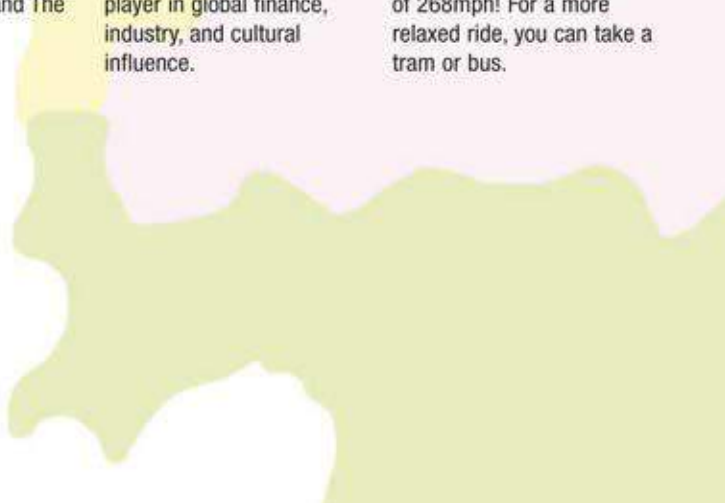 and The
player in global finance,
industry, and cultural
influence.
of 268mph! For a more
relaxed ride, you can take a
tram or bus.